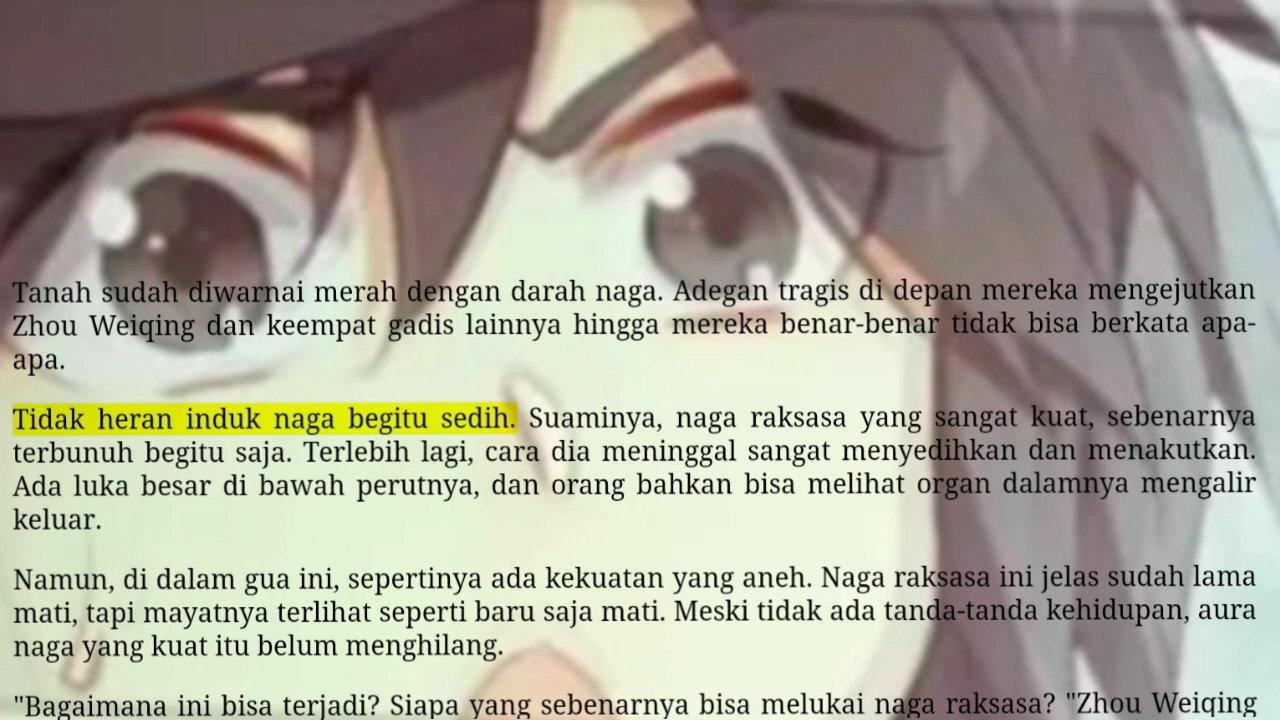 Tanah sudah diwarnai merah dengan darah naga. Adegan tragis di depan mereka mengejutkan
Zhou Weiqing dan keempat gadis lainnya hingga mereka benar-benar tidak bisa berkata apa-
apa.
Tidak heran induk naga begitu sedih. Suaminya, naga raksasa yang sangat kuat, sebenarnya
terbunuh begitu saja. Terlebih lagi, cara dia meninggal sangat menyedihkan dan menakutkan.
Ada luka besar di bawah perutnya, dan orang bahkan bisa melihat organ dalamnya mengalir
keluar.
Namun, di dalam gua ini, sepertinya ada kekuatan yang aneh. Naga raksasa ini jelas sudah lama
mati, tapi mayatnya terlihat seperti baru saja mati. Meski tidak ada tanda-tanda kehidupan, aura
naga yang kuat itu belum menghilang.
"Bagaimana ini bisa terjadi? Siapa yang sebenarnya bisa melukai naga raksasa? "Zhou Weiqing